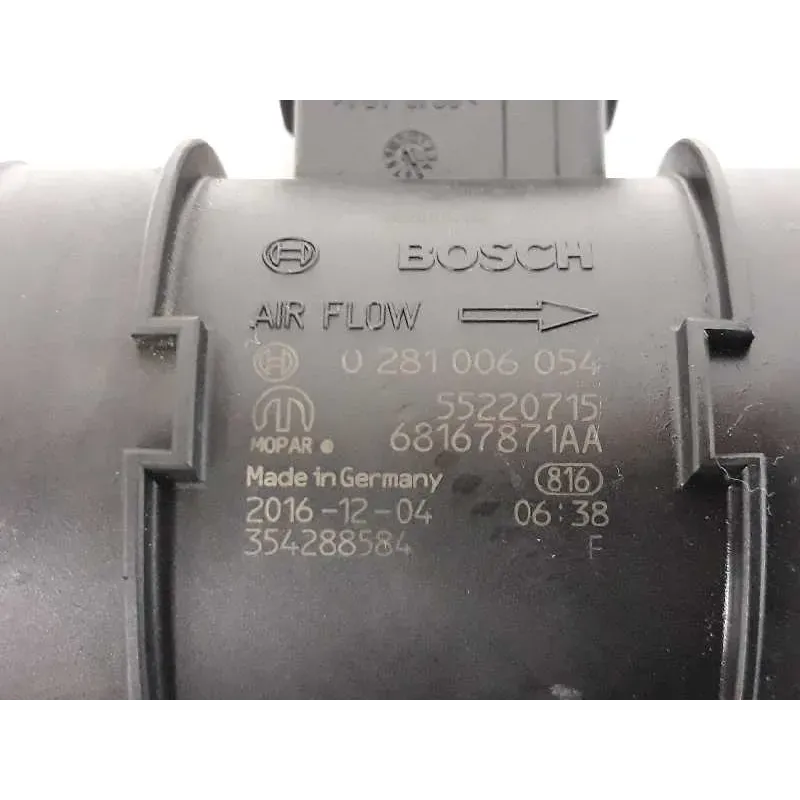 BOSCH
AIR FLOW
0 281 006 054
55220715
MOPAR 68167871AA
Made in Germany 816
2016-12-04 06:38
354288584 F